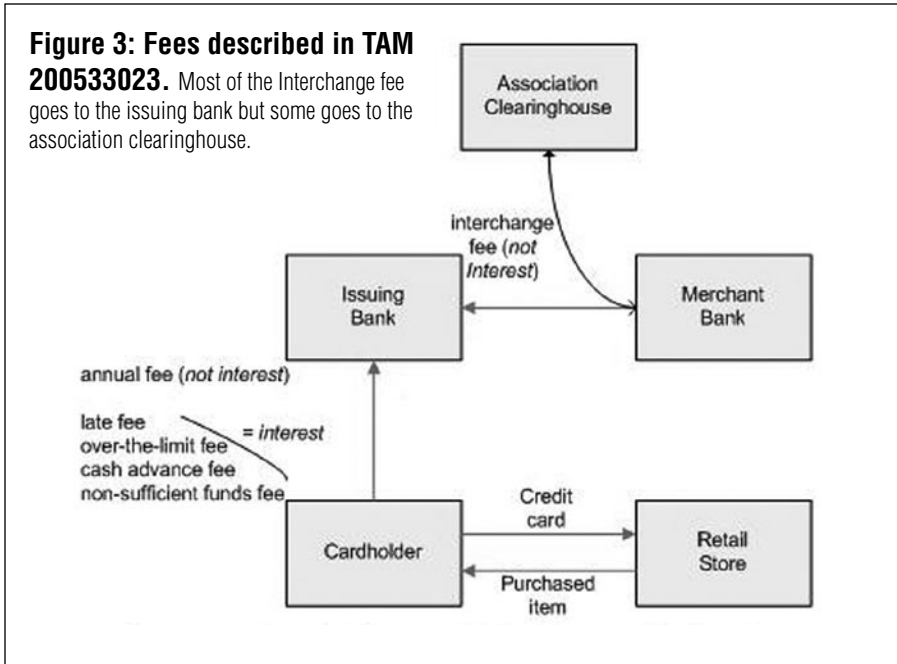 Figure 3: Fees described in TAM
200533023. Most of the Interchange fee
goes to the issuing bank but some goes to the
association clearinghouse.
Association
Clearinghouse
interchange
fee (not
Interest)
Issuing
Bank
Merchant
Bank
annual fee (not interest)
late fee
= interest
over-the-limit fee
cash advance fee
non-sufficient funds fee
Cardholder
Credit
card
Retail
Store
Purchased
item